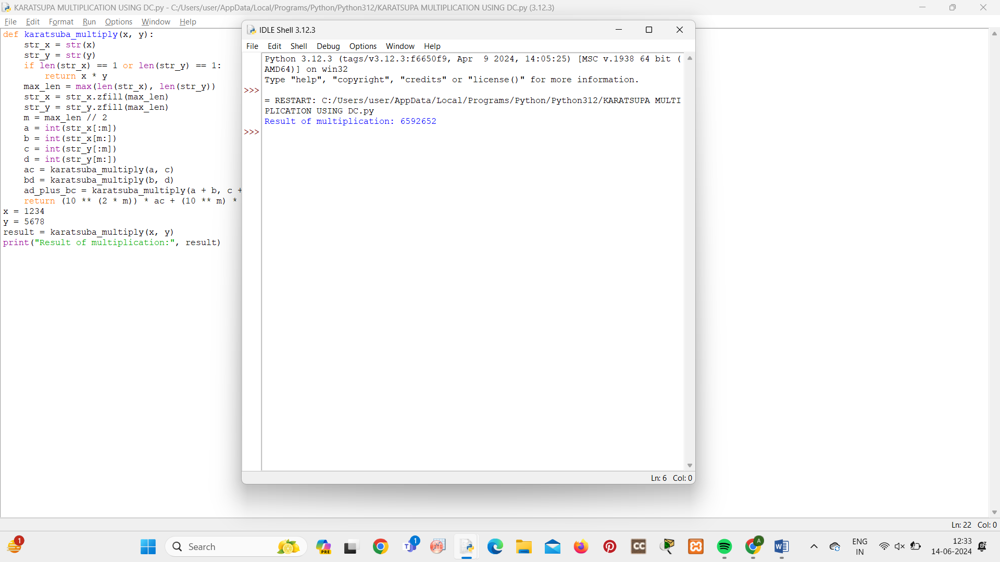 KARATSUPA MULTIPLICATION USING DC.py - C:/Users/user/AppData/Local/Programs/Python/Python312/KARATSUPA MULTIPLICATION USING DC.py (3.12.3)
File Edit Format Run Options Window Help
def karatsuba_multiply(x, y):
    str_x = str(x)
    str_y = str(y)
    if len(str_x) == 1 or len(str_y) == 1:
        return x * y
    max_len = max(len(str_x), len(str_y))
    str_x = str_x.zfill(max_len)
    str_y = str_y.zfill(max_len)
    m = max_len // 2
    a = int(str_x[:m])
    b = int(str_x[m:])
    c = int(str_y[:m])
    d = int(str_y[m:])
    ac = karatsuba_multiply(a, c)
    bd = karatsuba_multiply(b, d)
    ad_plus_bc = karatsuba_multiply(a + b, c +
    return (10 ** (2 * m)) * ac + (10 ** m) *
x = 1234
y = 5678
result = karatsuba_multiply(x, y)
print("Result of multiplication:", result)
IDLE Shell 3.12.3
File Edit Shell Debug Options Window Help
Python 3.12.3 (tags/v3.12.3:f6650f9, Apr  9 2024, 14:05:25) [MSC v.1938 64 bit (
AMD64)] on win32
Type "help", "copyright", "credits" or "license()" for more information.
>>>
= RESTART: C:/Users/user/AppData/Local/Programs/Python/Python312/KARATSUPA MULTI
PLICATION USING DC.py
Result of multiplication: 6592652
>>>
Ln: 6 Col: 0
Ln: 22 Col: 0
1
Search
PRE
1
CC
A
ENG
IN
12:33
14-06-2024